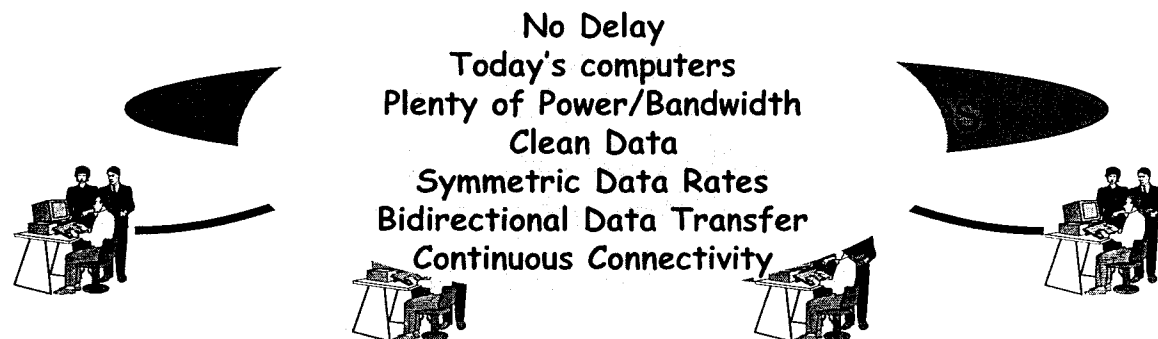 No Delay
Today's computers
Plenty of Power/Bandwidth
Clean Data
Symmetric Data Rates
Bidirectional Data Transfer
Continuous Connectivity